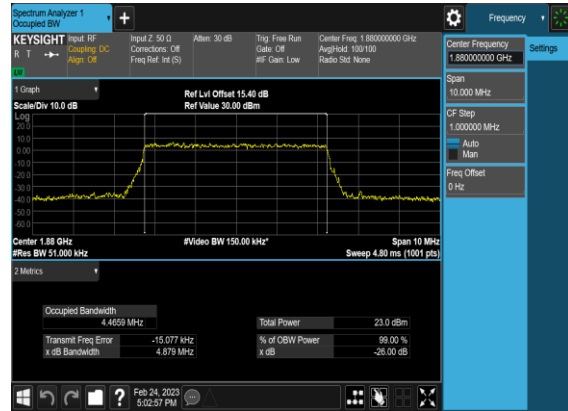 Spectrum Analyzer 1
Occupied BW
+
Frequency
KEYSIGHT
R T
LW
Input: RF
Coupling: DC
Align: Off
Input Z: 50 Ω
Corrections: Off
Freq Ref: Int (S)
Atten: 30 dB
Trig: Free Run
Gate: Off
#IF Gain: Low
Center Freq: 1.880000000 GHz
Avg|Hold: 100/100
Radio Std: None
Center Frequency
1.880000000 GHz
Settings
Span
10.000 MHz
CF Step
1.000000 MHz
Auto
Man
Freq Offset
0 Hz
1 Graph
Scale/Div 10.0 dB
Ref Lvl Offset 15.40 dB
Ref Value 30.00 dBm
Log
20.0
10.0
0.00
-10.0
-20.0
-30.0
-40.0
-50.0
-60.0
Center 1.88 GHz
#Res BW 51.000 kHz
#Video BW 150.00 kHz*
Span 10 MHz
Sweep 4.80 ms (1001 pts)
2 Metrics
Occupied Bandwidth
4.4659 MHz
Total Power 23.0 dBm
Transmit Freq Error -15.077 kHz
% of OBW Power 99.00 %
x dB Bandwidth 4.879 MHz
x dB -26.00 dB
?
Feb 24, 2023
5:02:57 PM